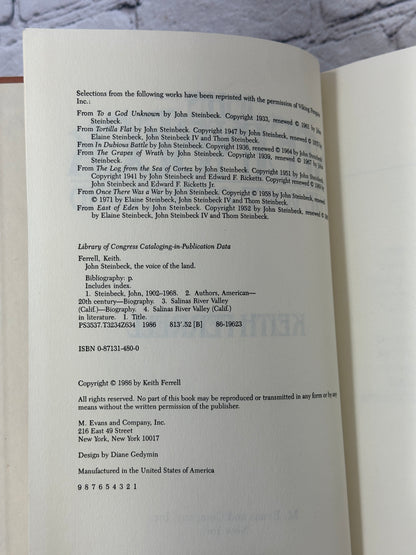 Selections from the following works have been reprinted with the permission of Viking Penguin
Inc.:
From To a God Unknown by John Steinbeck. Copyright 1933, renewed © 1961 by John
Steinbeck.
From Tortilla Flat by John Steinbeck. Copyright 1947 by John Steinbeck, renewed © by
Elaine Steinbeck, John Steinbeck IV and Thom Steinbeck.
From In Dubious Battle by John Steinbeck. Copyright 1936, renewed © 1964 by John Steinbeck.
From The Grapes of Wrath by John Steinbeck. Copyright 1939, renewed © 1967 by John
Steinbeck.
From The Log from the Sea of Cortez by John Steinbeck. Copyright 1951 by John Steinbeck.
Copyright 1941 by John Steinbeck and Edward F. Ricketts. Copyright renewed © by
John Steinbeck and Edward F. Ricketts Jr.
From Once There Was a War by John Steinbeck. Copyright © 1958 by John Steinbeck, renewed
© 1971 by Elaine Steinbeck, John Steinbeck IV and Thom Steinbeck.
From East of Eden by John Steinbeck. Copyright 1952 by John Steinbeck, renewed ©
by Elaine Steinbeck, John Steinbeck IV and Thom Steinbeck.
Library of Congress Cataloging-in-Publication Data
Ferrell, Keith.
John Steinbeck, the voice of the land.
Bibliography: p.
Includes index.
1. Steinbeck, John, 1902–1968. 2. Authors, American—
20th century—Biography. 3. Salinas River Valley
(Calif.)—Biography. 4. Salinas River Valley (Calif.)
in literature. I. Title.
PS3537.T3234Z634 1986 813'.52 [B] 86-19623
ISBN 0-87131-480-0
Copyright © 1986 by Keith Ferrell
All rights reserved. No part of this book may be reproduced or transmitted in any form or by any
means without the written permission of the publisher.
M. Evans and Company, Inc.
216 East 49 Street
New York, New York 10017
Design by Diane Gedymin
Manufactured in the United States of America
9 8 7 6 5 4 3 2 1